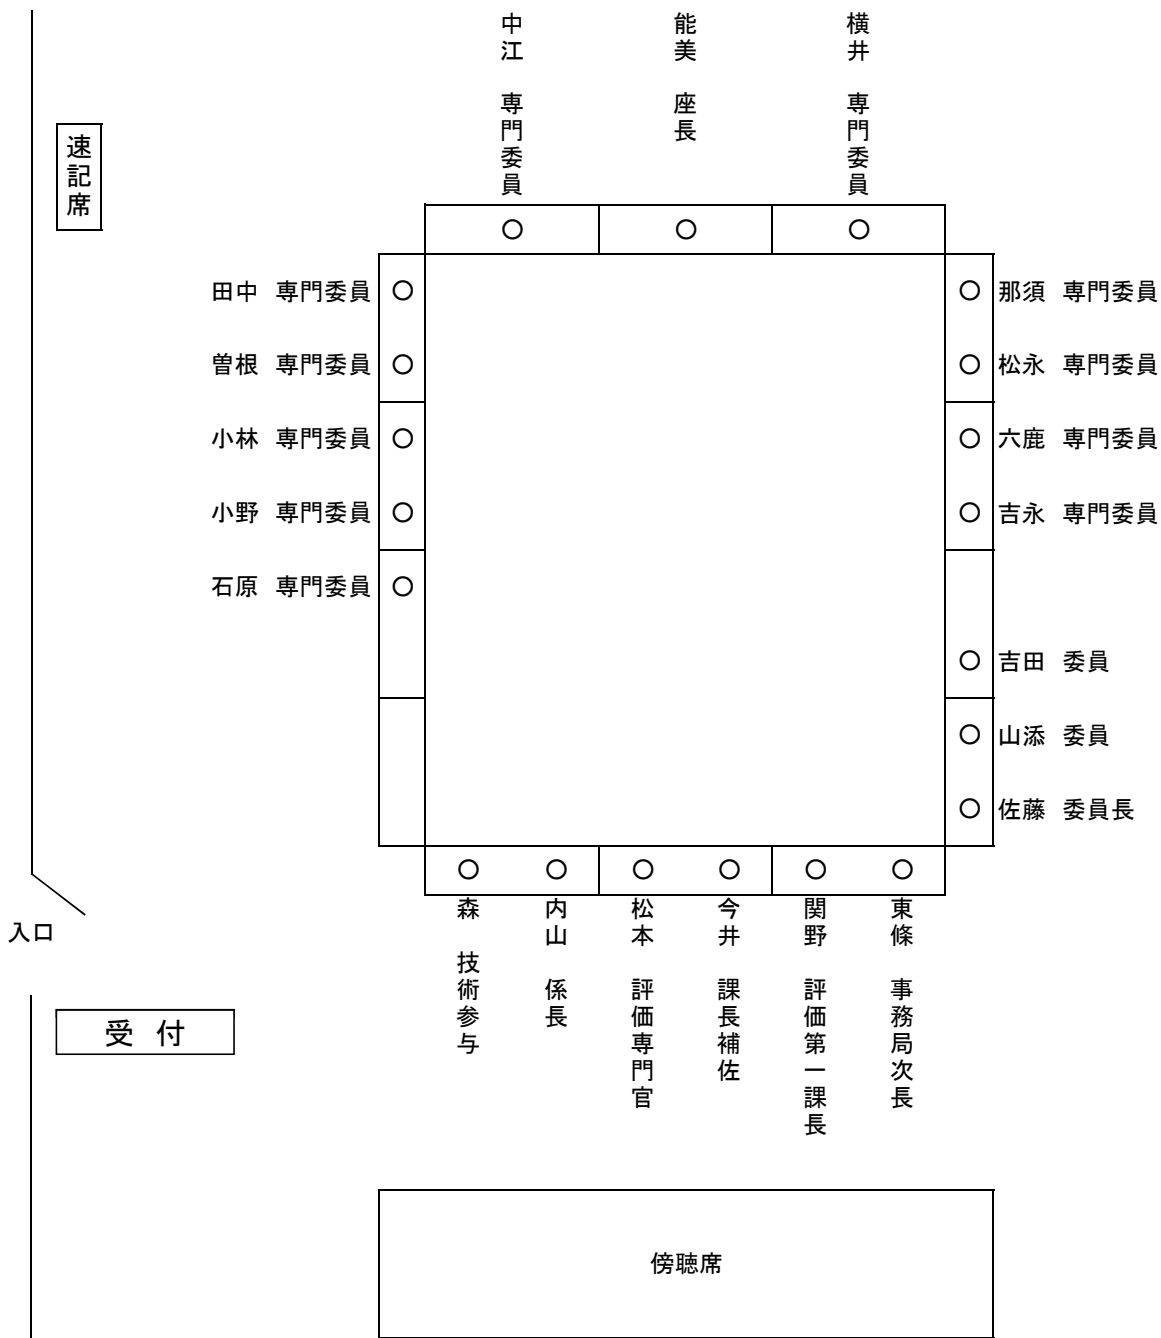 中江 専門委員
能美 座長
横井 専門委員
速記席
田中 専門委員
曽根 専門委員
小林 専門委員
小野 専門委員
石原 専門委員
那須 専門委員
松永 専門委員
六鹿 専門委員
吉永 専門委員
吉田 委員
山添 委員
佐藤 委員長
森 技術参与
内山 係長
松本 評価専門官
今井 課長補佐
関野 評価第一課長
東條 事務局次長
入口
受 付
傍聴席